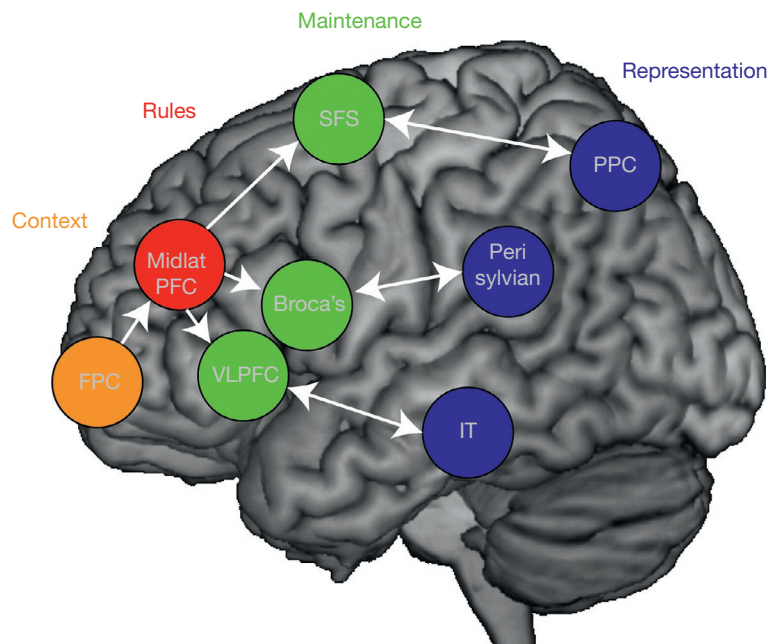 Maintenance
Representation
Rules
SFS
PPC
Context
Midlat
PFC
Peri
sylvian
Broca's
FPC
VLPFC
IT